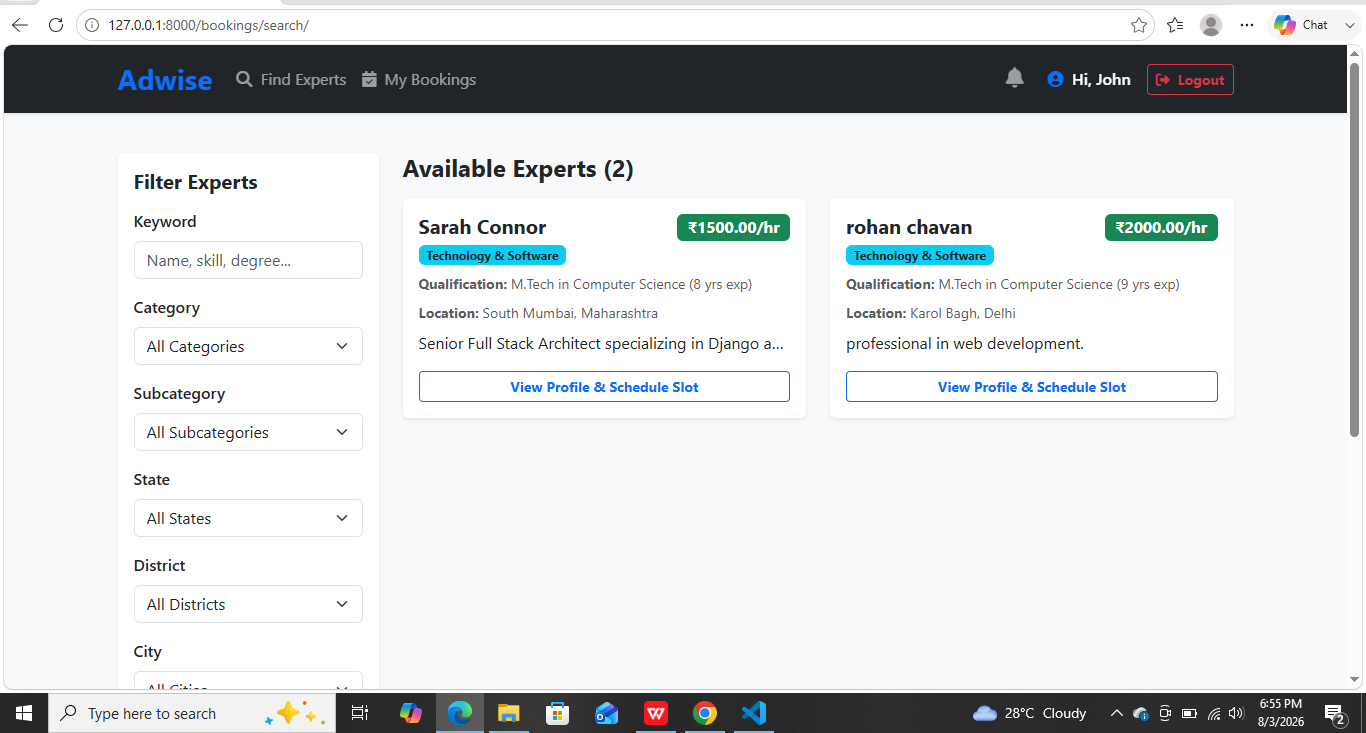 127.0.0.1:8000/bookings/search/
Chat
Adwise
Find Experts
My Bookings
Hi, John
Logout
Filter Experts
Keyword
Name, skill, degree...
Category
All Categories
Subcategory
All Subcategories
State
All States
District
All Districts
City
All Cities
Available Experts (2)
Sarah Connor
₹1500.00/hr
Technology & Software
Qualification: M.Tech in Computer Science (8 yrs exp)
Location: South Mumbai, Maharashtra
Senior Full Stack Architect specializing in Django a...
View Profile & Schedule Slot
rohan chavan
₹2000.00/hr
Technology & Software
Qualification: M.Tech in Computer Science (9 yrs exp)
Location: Karol Bagh, Delhi
professional in web development.
View Profile & Schedule Slot
Type here to search
28°C Cloudy
6:55 PM
8/3/2026
2